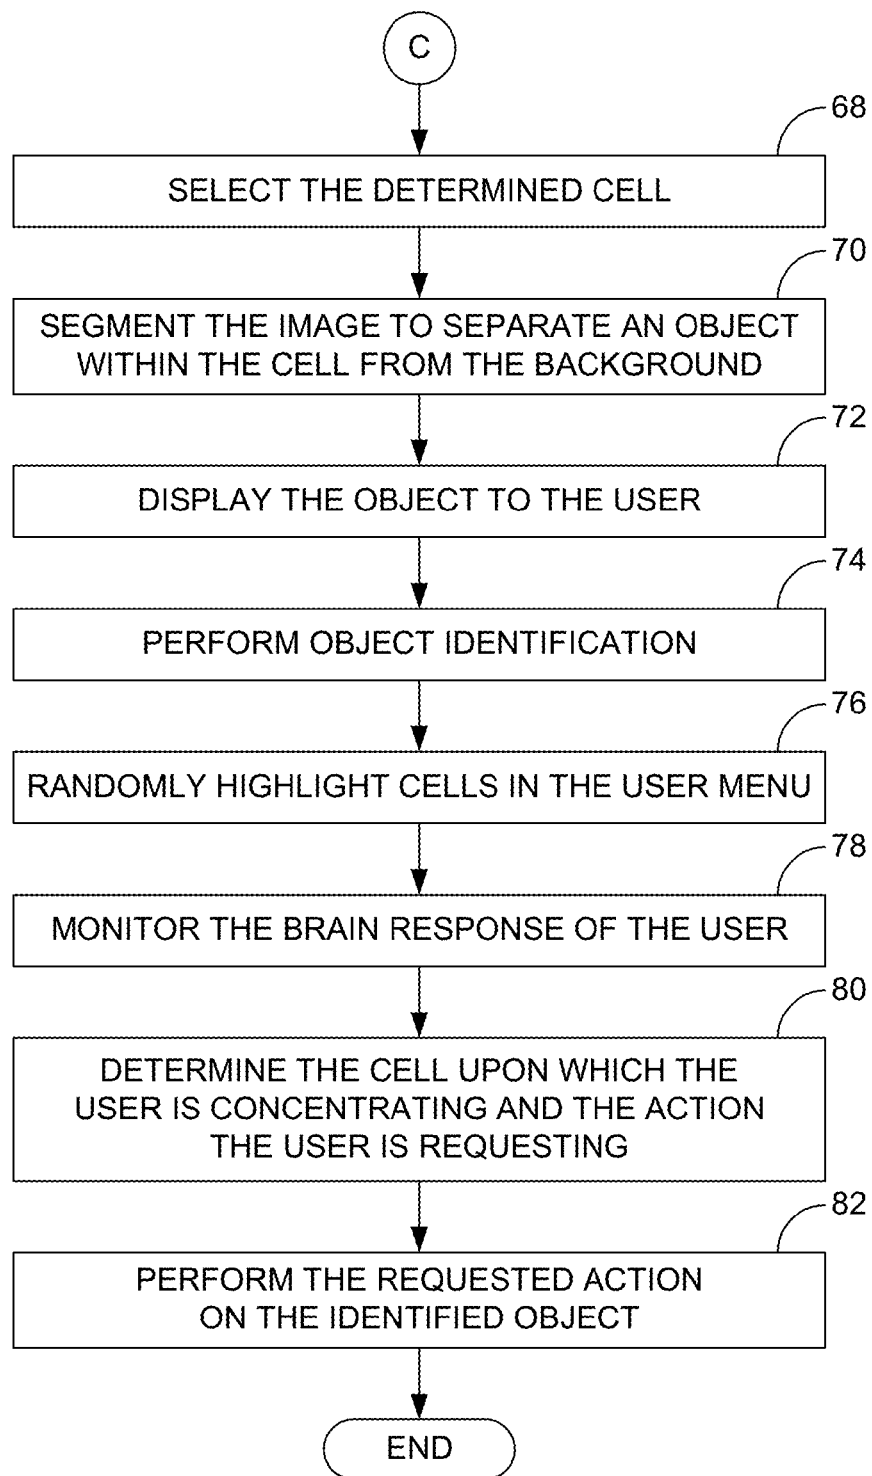 C
68
SELECT THE DETERMINED CELL
70
SEGMENT THE IMAGE TO SEPARATE AN OBJECT
WITHIN THE CELL FROM THE BACKGROUND
72
DISPLAY THE OBJECT TO THE USER
74
PERFORM OBJECT IDENTIFICATION
76
RANDOMLY HIGHLIGHT CELLS IN THE USER MENU
78
MONITOR THE BRAIN RESPONSE OF THE USER
80
DETERMINE THE CELL UPON WHICH THE
USER IS CONCENTRATING AND THE ACTION
THE USER IS REQUESTING
82
PERFORM THE REQUESTED ACTION
ON THE IDENTIFIED OBJECT
END